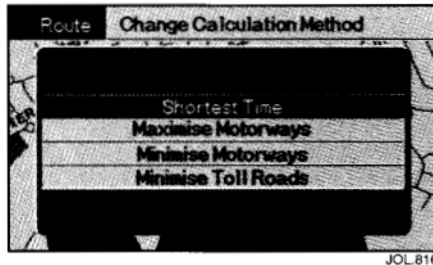 Route Change Calculation Method
Shortest Time
Maximise Motorways
Minimise Motorways
Minimise Toll Roads
JOL.816